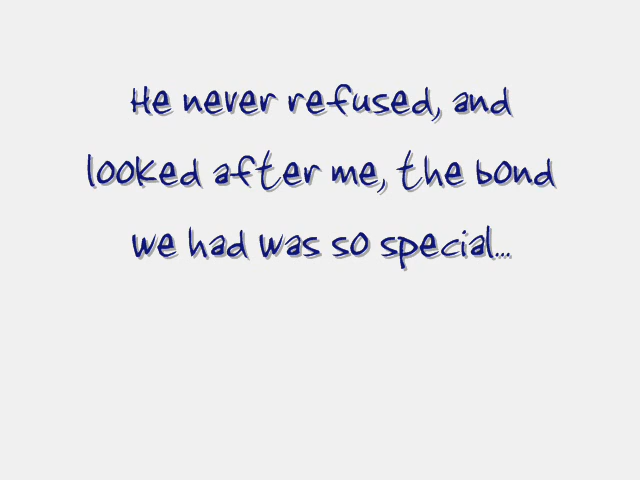 He never refused, and
looked after me, the bond
we had was so special...